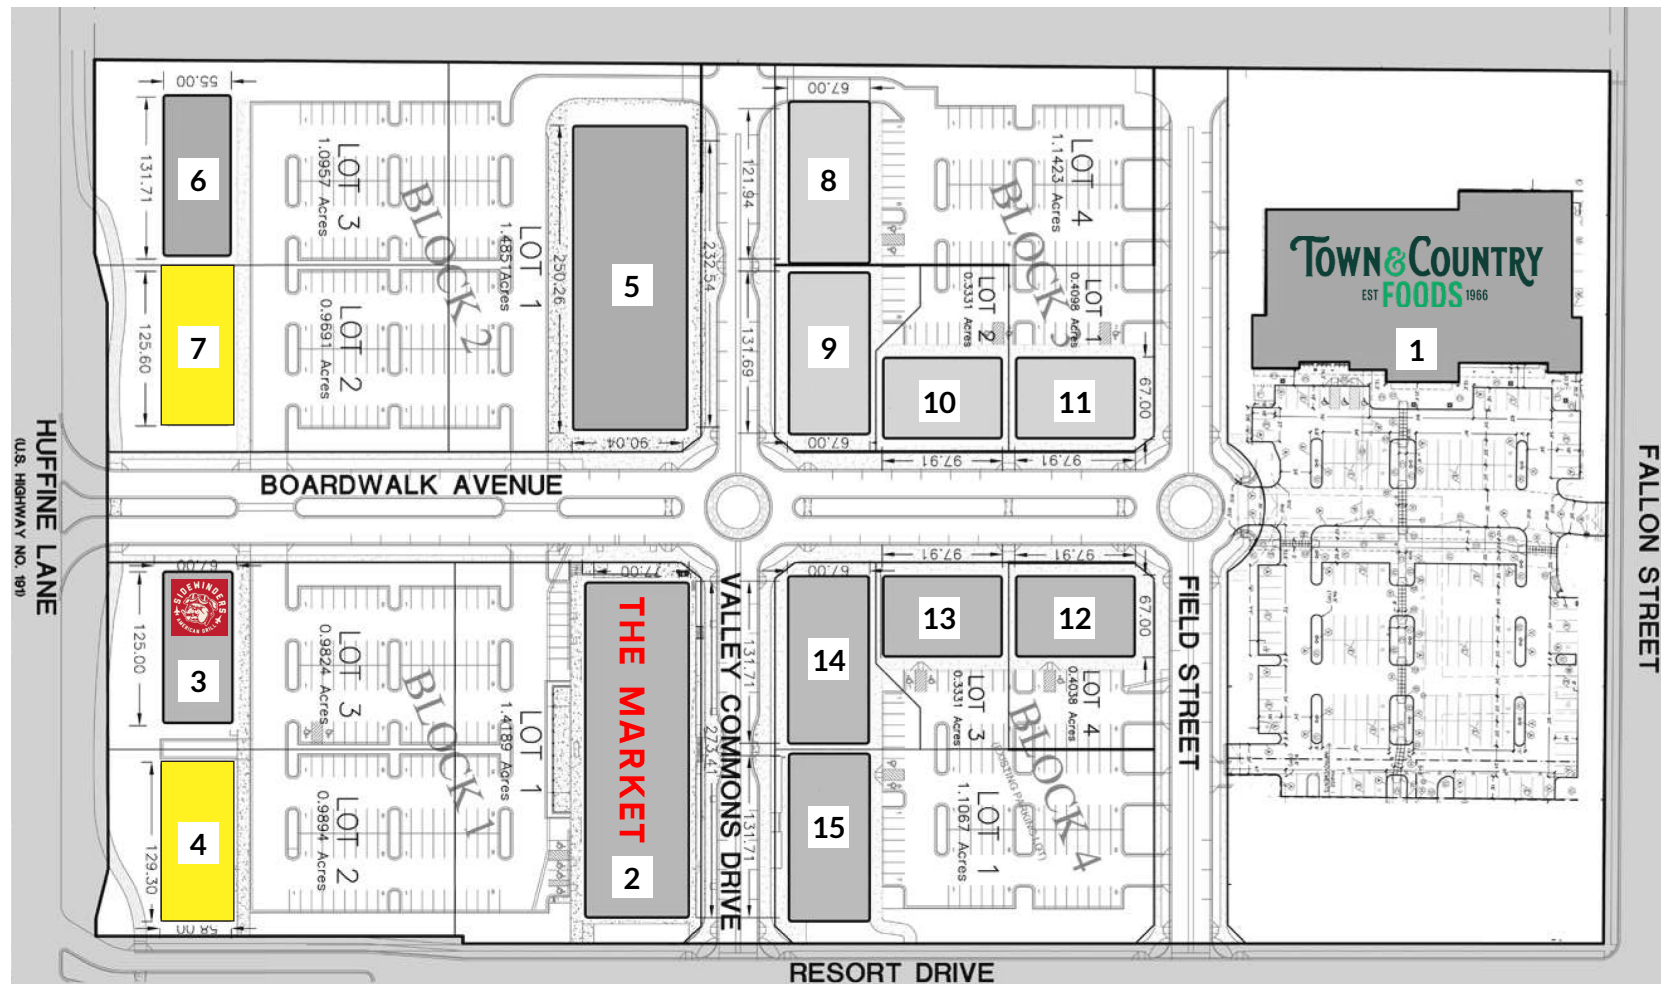 55.00
131.71
6
LOT 3
1.0957 Acres
BLOCK 2
LOT 1
1.4851 Acres
250.26
5
232.54
67.00
121.94
8
LOT 4
1.1423 Acres
BLOCK 3
TOWN & COUNTRY
EST FOODS 1966
1
125.60
7
LOT 2
0.9691 Acres
90.04
131.69
9
67.00
LOT 2
0.3331 Acres
LOT 1
0.4098 Acres
10
11
67.00
97.91
97.91
HUFFINE LANE
(U.S. HIGHWAY NO. 191)
BOARDWALK AVENUE
FALLON STREET
67.00
SIDEWINDERS
AMERICAN GRILL
125.00
3
LOT 3
0.9824 Acres
BLOCK 1
LOT 1
1.4189 Acres
77.00
THE MARKET
2
273.41
VALLEY COMMONS DRIVE
67.00
131.71
14
97.91
97.91
13
12
67.00
LOT 3
0.3331 Acres
LOT 4
0.4038 Acres
BLOCK 4
(EXISTING PARKING LOT)
FIELD STREET
4
129.30
58.00
LOT 2
0.9894 Acres
131.71
15
LOT 1
1.1067 Acres
RESORT DRIVE